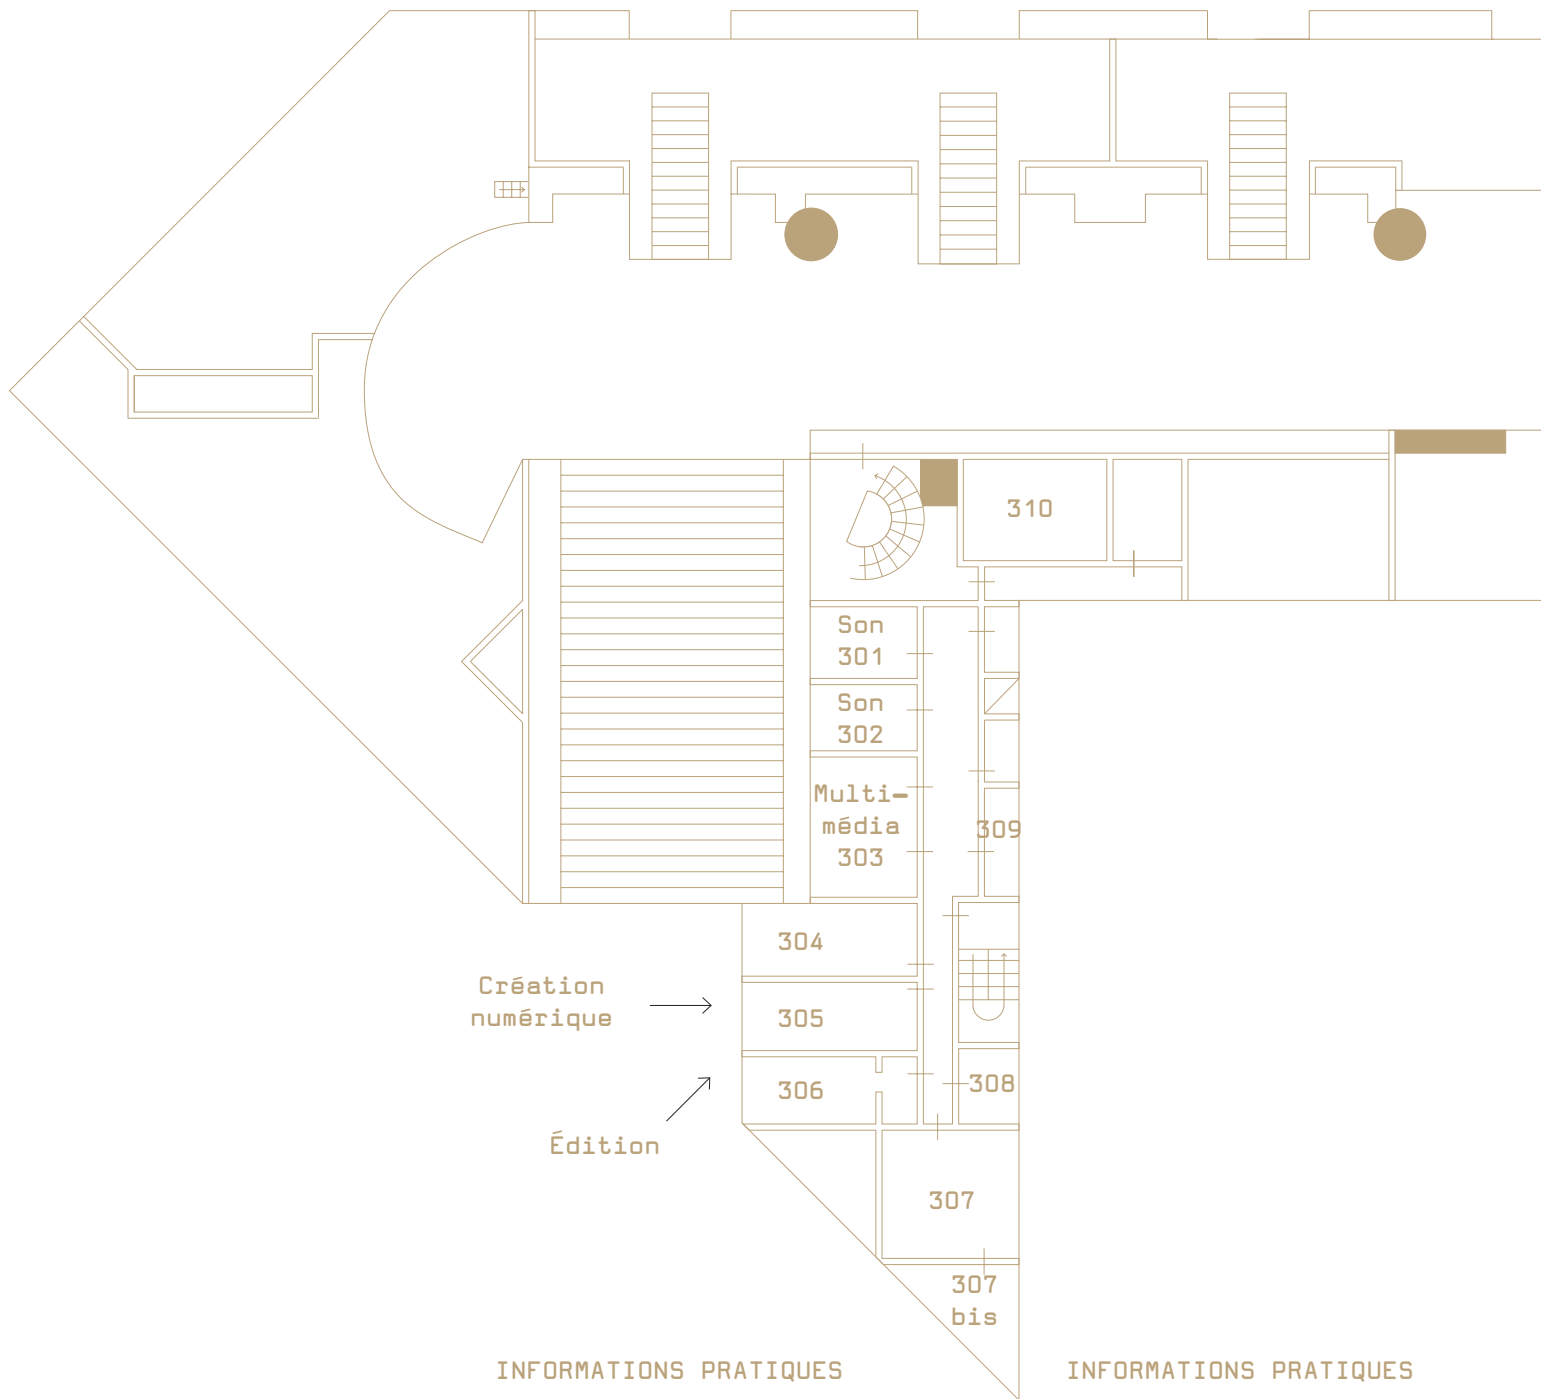 310
Son
301
Son
302
Multi-
média
303
309
304
Création
numérique
305
308
306
Édition
307
307
bis
INFORMATIONS PRATIQUES
INFORMATIONS PRATIQUES